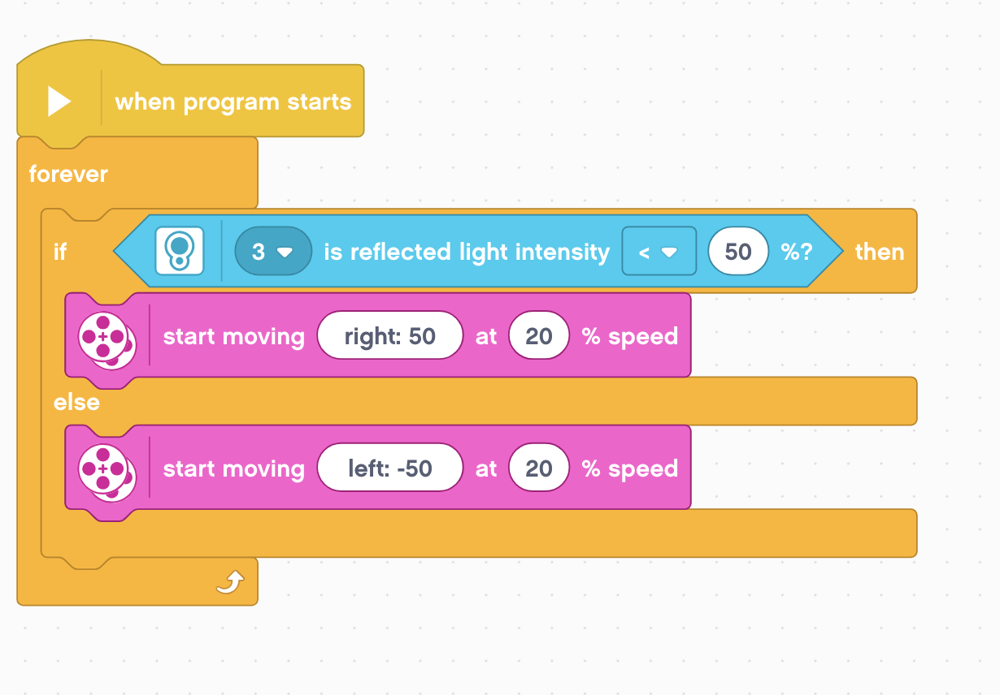 when program starts
forever
if 3 is reflected light intensity < 50 %? then
start moving right: 50 at 20 % speed
else
start moving left: -50 at 20 % speed